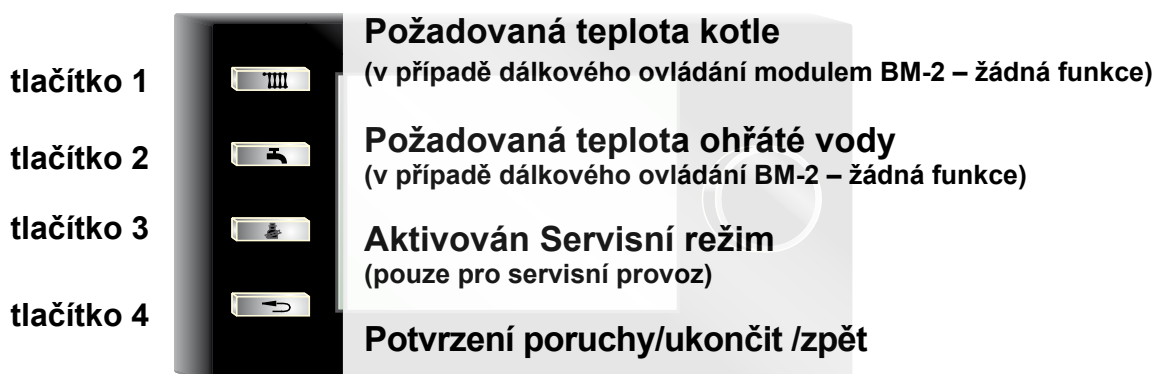 Požadovaná teplota kotle
tlačítko 1
(v případě dálkového ovládání modulem BM-2 – žádná funkce)
Požadovaná teplota ohřáté vody
tlačítko 2
(v případě dálkového ovládání BM-2 – žádná funkce)
tlačítko 3
Aktivován Servisní režim
(pouze pro servisní provoz)
tlačítko 4
Potvrzení poruchy/ukončit /zpět